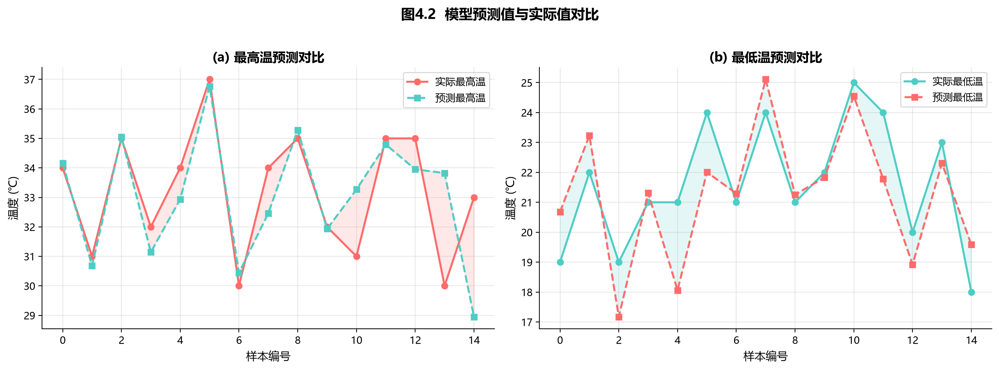 图4.2 模型预测值与实际值对比
(a) 最高温预测对比
37
36
35
34
33
32
31
30
29
温度 (℃)
实际最高温
预测最高温
0 2 4 6 8 10 12 14
样本编号
(b) 最低温预测对比
25
24
23
22
21
20
19
18
17
温度 (℃)
实际最低温
预测最低温
0 2 4 6 8 10 12 14
样本编号